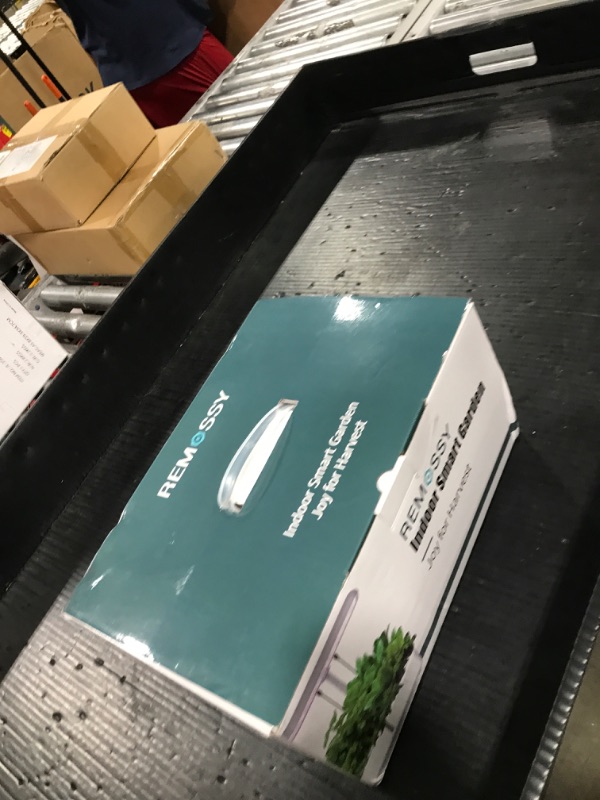 REMOSSY
Indoor Smart Garden
Joy for Harvest
REMOSSY
Indoor Smart Garden
Joy for Harvest